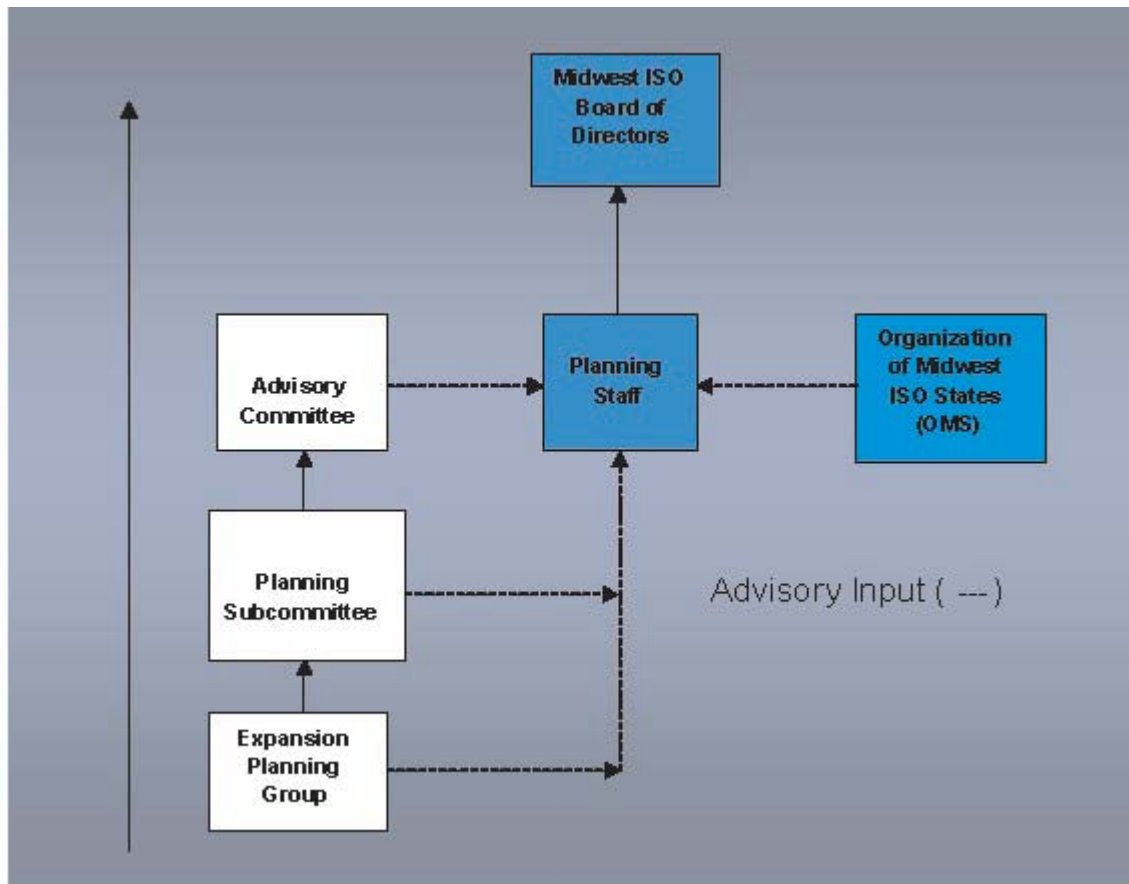 Midwest ISO
Board of
Directors
Advisory
Committee
Planning
Staff
Organization
of Midwest
ISO States
(OMS)
Planning
Subcommittee
Advisory Input ( --- )
Expansion
Planning
Group